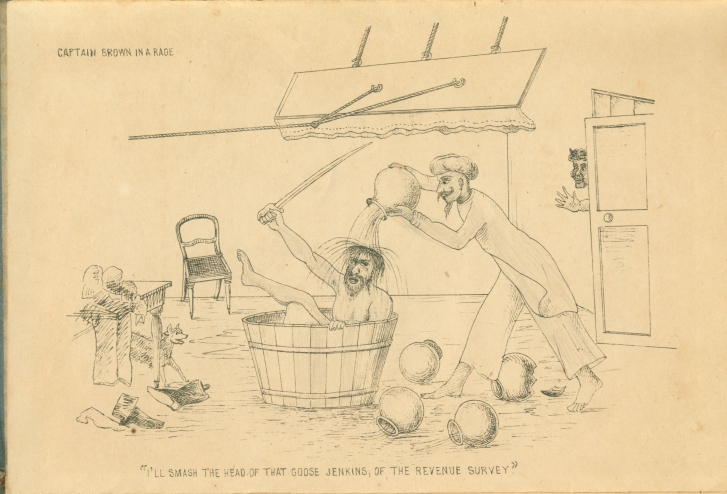 CAPTAIN BROWN IN A RAGE
"I'LL SMASH THE HEAD OF THAT GOOSE JENKINS, OF THE REVENUE SURVEY"